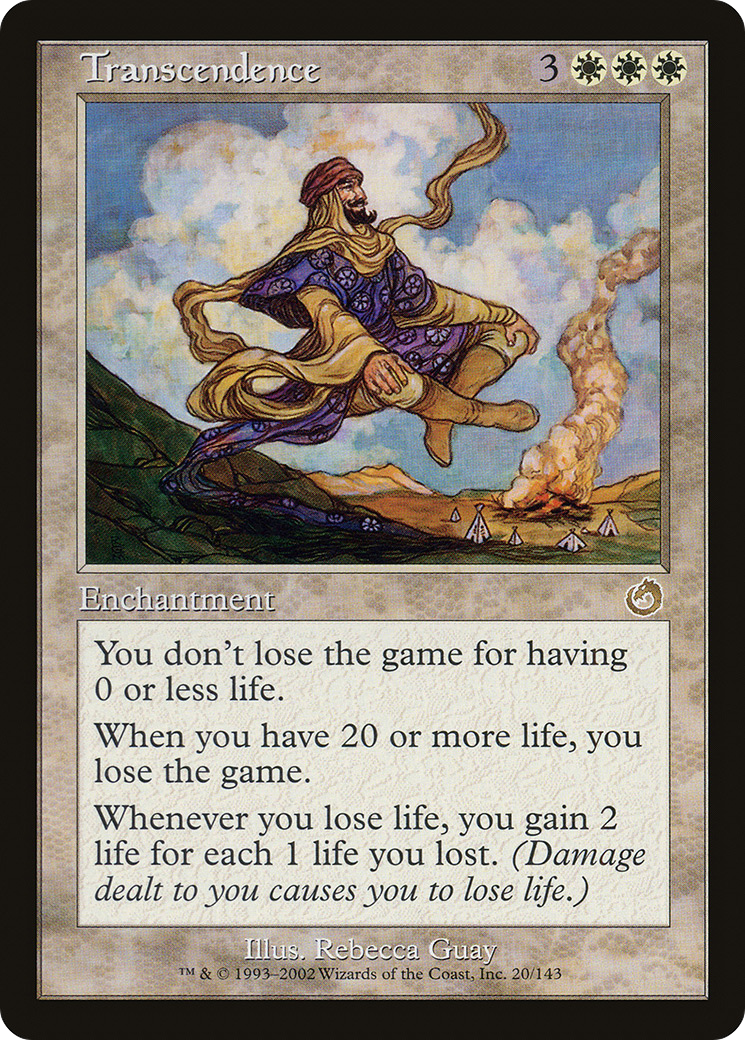 Transcendence 3
Enchantment
You don't lose the game for having
0 or less life.
When you have 20 or more life, you
lose the game.
Whenever you lose life, you gain 2
life for each 1 life you lost. (Damage
dealt to you causes you to lose life.)
Illus. Rebecca Guay
™ & © 1993–2002 Wizards of the Coast, Inc. 20/143